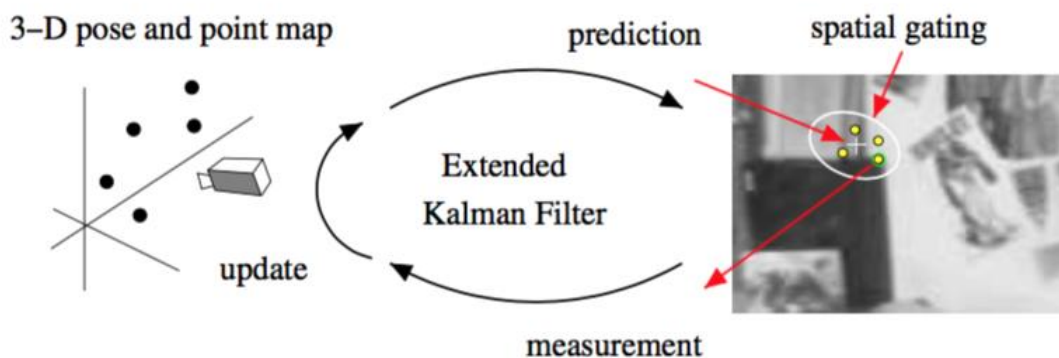 3–D pose and point map
prediction
spatial gating
Extended
Kalman Filter
update
measurement